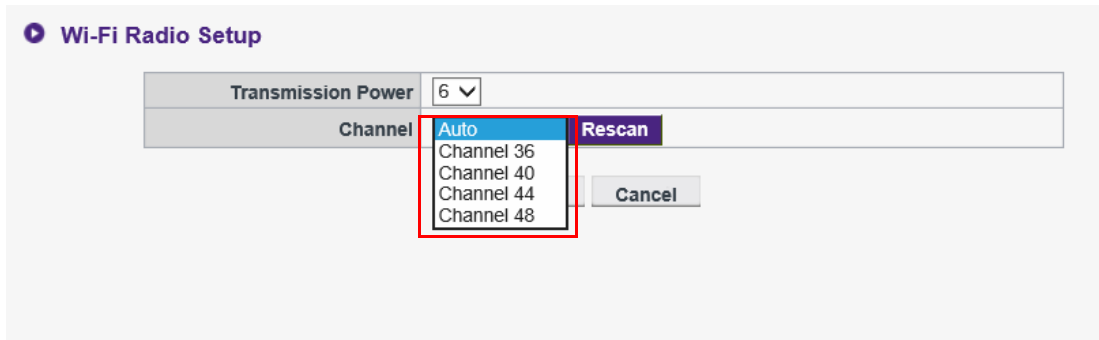 Wi-Fi Radio Setup
Transmission Power 6
Channel Auto Rescan
Channel 36
Channel 40
Channel 44
Channel 48
Cancel